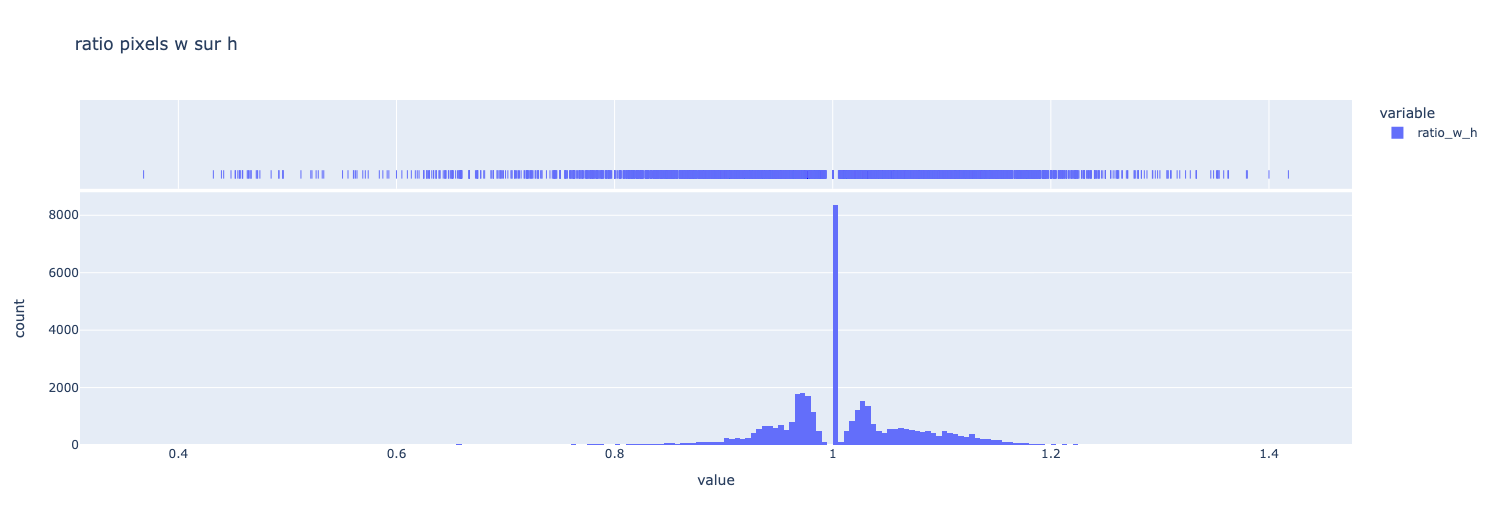 ratio pixels w sur h
variable
ratio_w_h
8000
6000
4000
2000
0
count
0.4 0.6 0.8 1 1.2 1.4
value